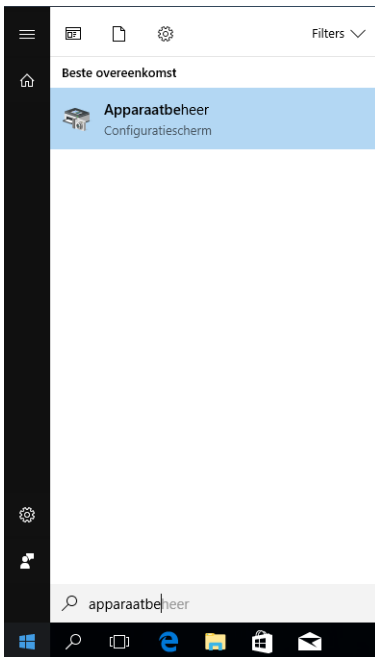 Filters
Beste overeenkomst
Apparaatbeheer
Configuratiescherm
apparaatbeheer